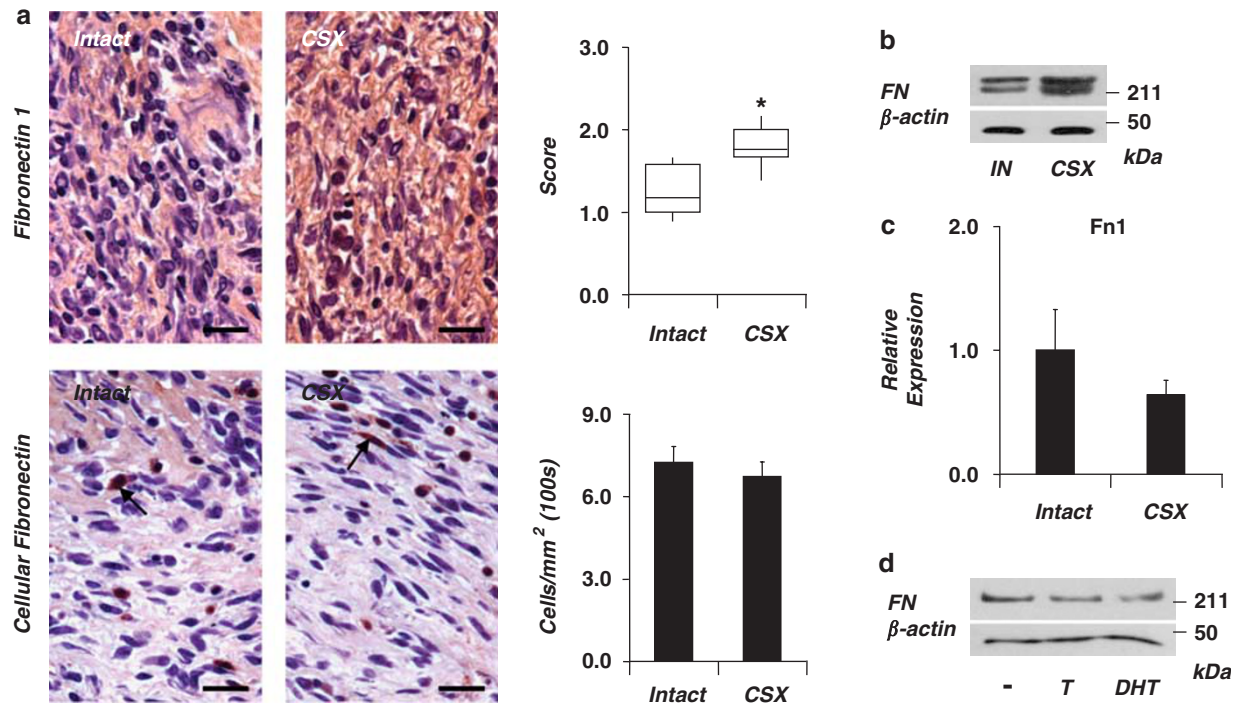 a
Fibronectin 1
Intact
CSX
Score
3.0
2.0
1.0
0.0
*
Intact
CSX
Cellular Fibronectin
Intact
CSX
Cells/mm² (100s)
9.0
6.0
3.0
0.0
Intact
CSX
b
FN
β-actin
211
50
kDa
IN CSX
c
Fn1
Relative
Expression
2.0
1.0
0.0
Intact
CSX
d
FN
β-actin
211
50
kDa
- T DHT